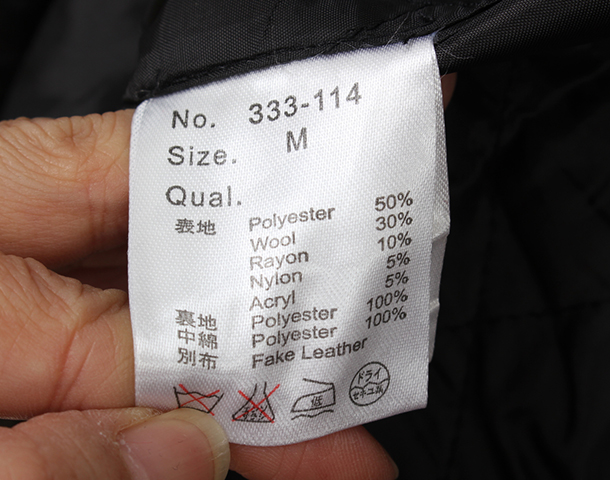 No. 333-114
Size. M
Qual.
表地 Polyester 50%
Wool 30%
Rayon 10%
Nylon 5%
Acryl 5%
裏地 Polyester 100%
中綿 Polyester 100%
別布 Fake Leather
低
ドライ
セキユ系